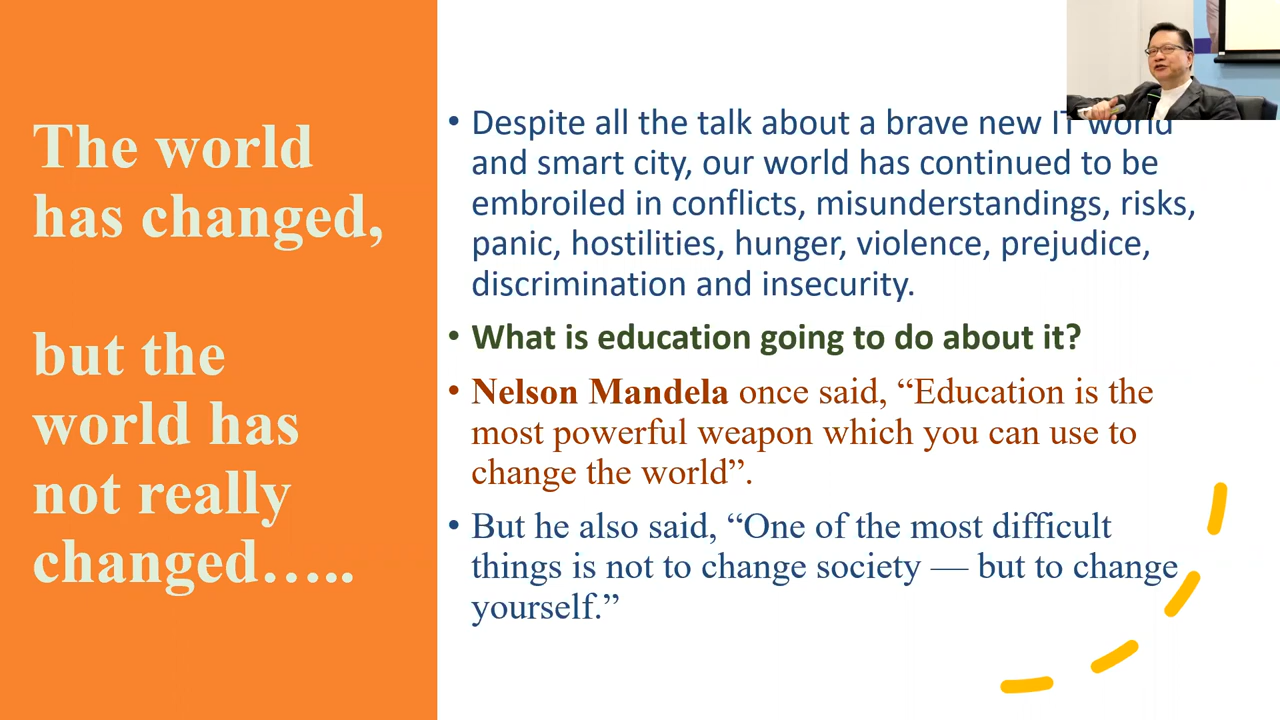 The world
has changed,
but the
world has
not really
changed…..
• Despite all the talk about a brave new IT world
and smart city, our world has continued to be
embroiled in conflicts, misunderstandings, risks,
panic, hostilities, hunger, violence, prejudice,
discrimination and insecurity.
• What is education going to do about it?
• Nelson Mandela once said, “Education is the
most powerful weapon which you can use to
change the world”.
• But he also said, “One of the most difficult
things is not to change society — but to change
yourself.”